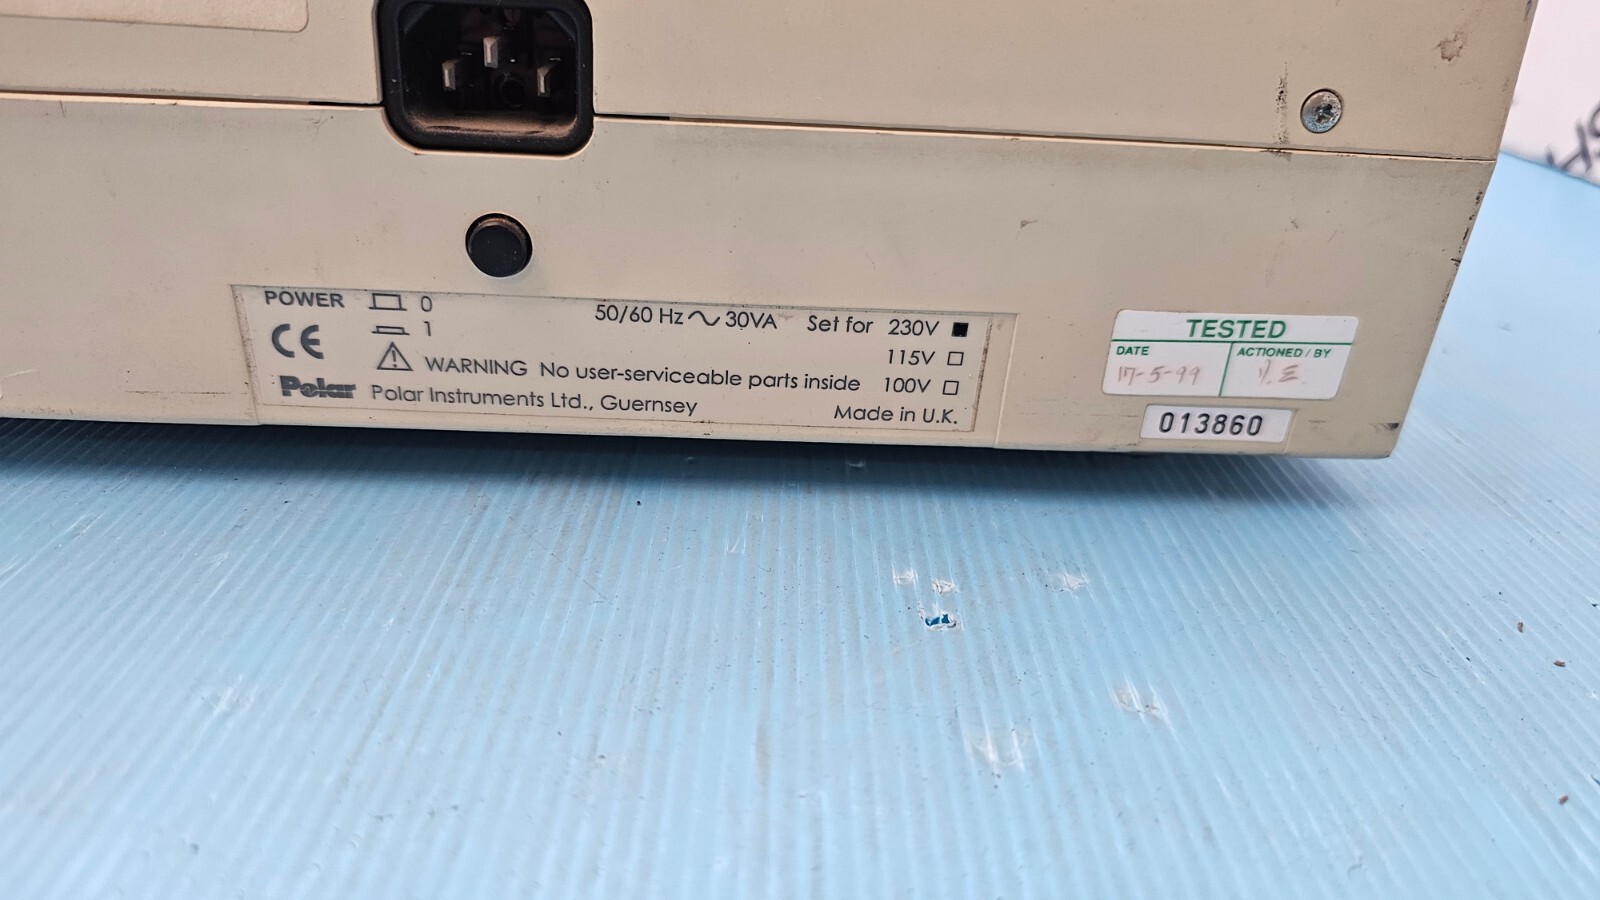 POWER 0
1
50/60 Hz 30VA Set for 230V ■
115V □
CE
WARNING No user-serviceable parts inside 100V □
Polar Polar Instruments Ltd., Guernsey
Made in U.K.
TESTED
DATE ACTIONED / BY
17-5-99
013860